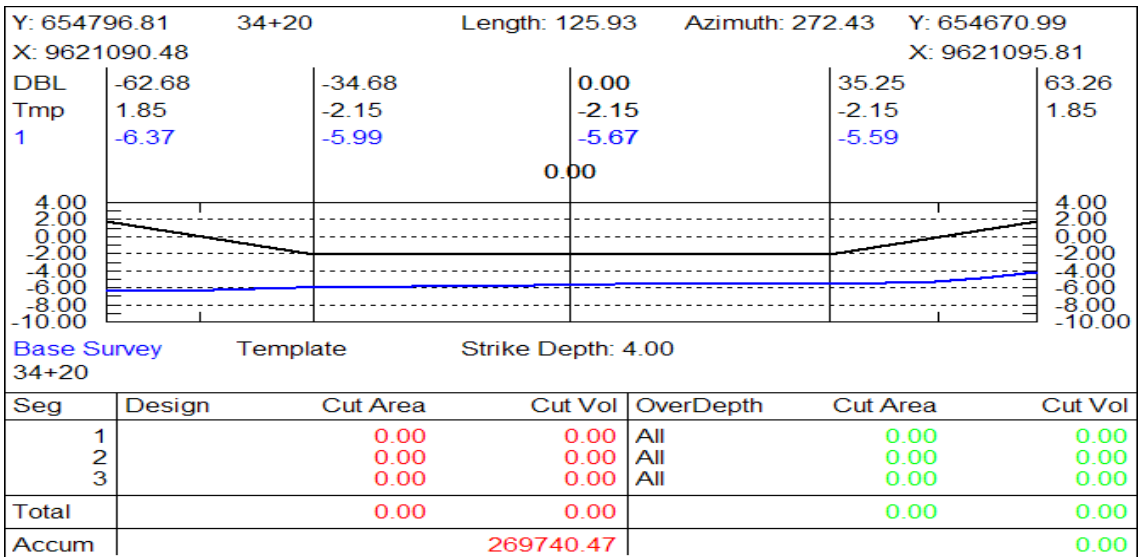 Y: 654796.81 34+20 Length: 125.93 Azimuth: 272.43 Y: 654670.99
X: 9621090.48 X: 9621095.81
DBL -62.68 -34.68 0.00 35.25 63.26
Tmp 1.85 -2.15 -2.15 -2.15 1.85
1 -6.37 -5.99 -5.67 -5.59
0.00
4.00 4.00
2.00 2.00
0.00 0.00
-2.00 -2.00
-4.00 -4.00
-6.00 -6.00
-8.00 -8.00
-10.00 -10.00
Base Survey Template Strike Depth: 4.00
34+20
Seg Design Cut Area Cut Vol OverDepth Cut Area Cut Vol
1 0.00 0.00 All 0.00 0.00
2 0.00 0.00 All 0.00 0.00
3 0.00 0.00 All 0.00 0.00
Total 0.00 0.00 0.00 0.00
Accum 269740.47 0.00